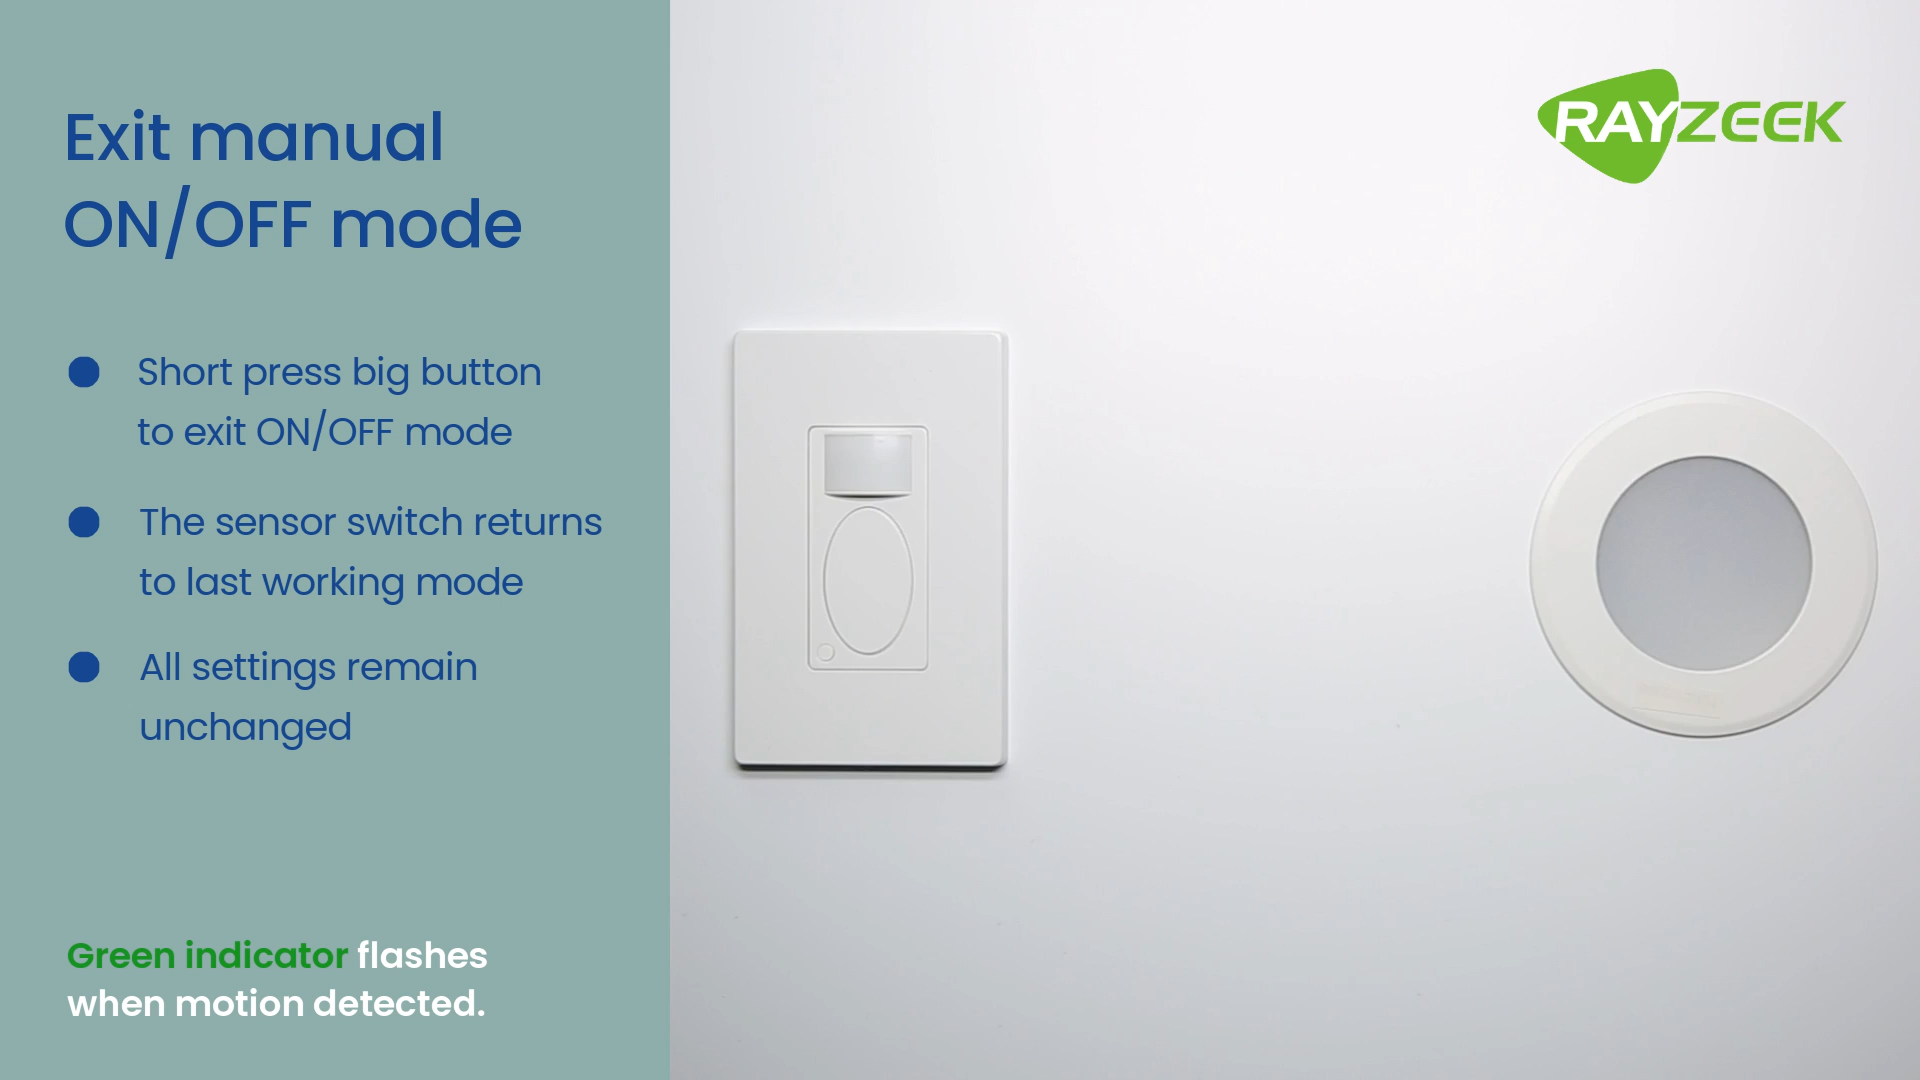 Exit manual
ON/OFF mode
Short press big button
to exit ON/OFF mode
The sensor switch returns
to last working mode
All settings remain
unchanged
Green indicator flashes
when motion detected.
RAYZEEK